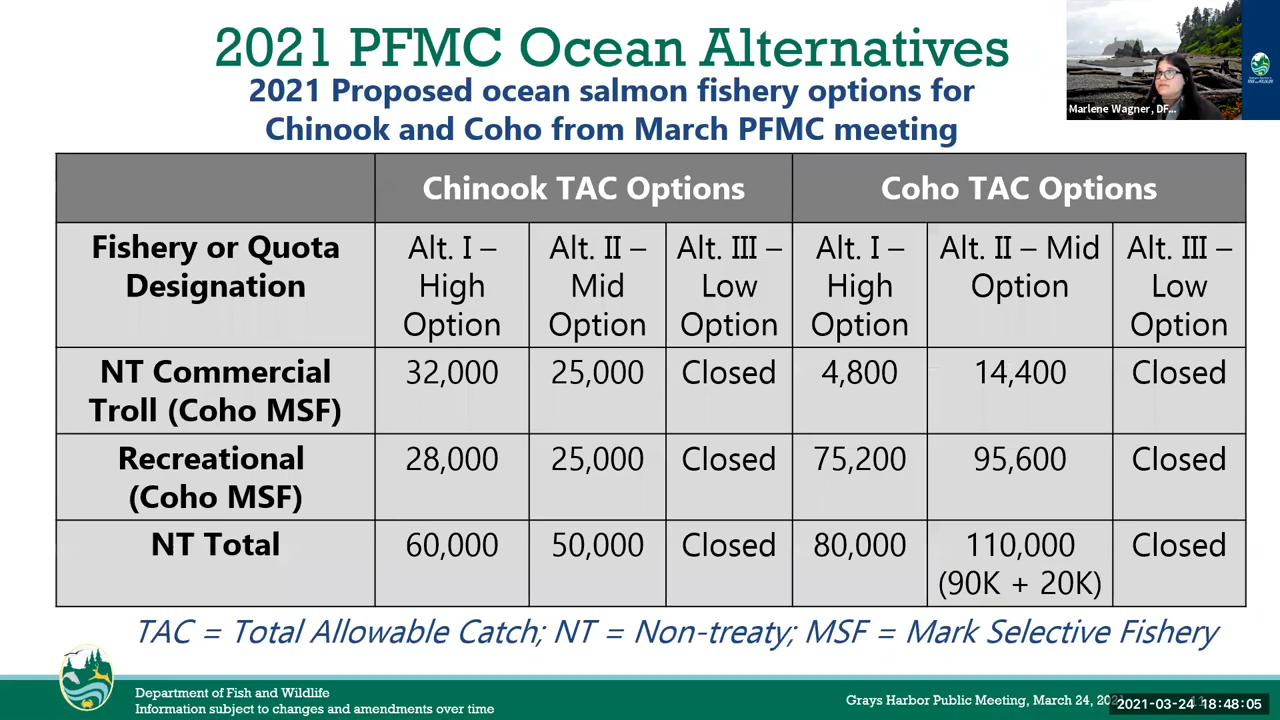 2021 PFMC Ocean Alternatives
2021 Proposed ocean salmon fishery options for
Chinook and Coho from March PFMC meeting
Marlene Wagner, DF...
Chinook TAC Options
Coho TAC Options
Fishery or Quota
Designation
Alt. I –
High
Option
Alt. II –
Mid
Option
Alt. III –
Low
Option
Alt. I –
High
Option
Alt. II – Mid
Option
Alt. III –
Low
Option
NT Commercial
Troll (Coho MSF)
32,000
25,000
Closed
4,800
14,400
Closed
Recreational
(Coho MSF)
28,000
25,000
Closed
75,200
95,600
Closed
NT Total
60,000
50,000
Closed
80,000
110,000
(90K + 20K)
Closed
TAC = Total Allowable Catch; NT = Non-treaty; MSF = Mark Selective Fishery
Department of Fish and Wildlife
Information subject to changes and amendments over time
Grays Harbor Public Meeting, March 24, 2021
2021-03-24 18:48:05